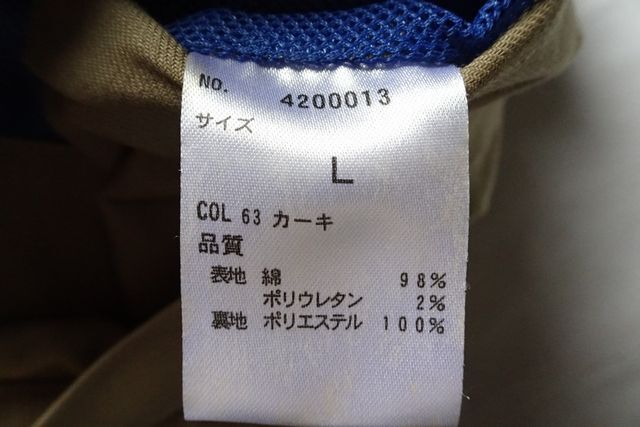 NO. 4200013
サイズ
L
COL 63 カーキ
品質
表地 綿 98%
ポリウレタン 2%
裏地 ポリエステル 100%